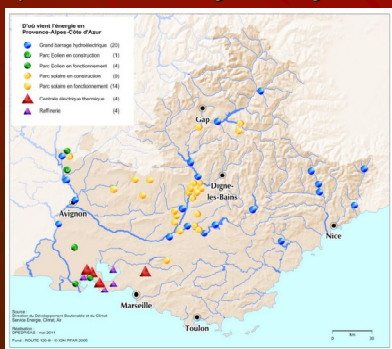 D'où vient l'énergie en
Provence-Alpes-Côte d'Azur
Grand barrage hydroélectrique (20)
Parc Eolien en construction (1)
Parc Eolien en fonctionnement (4)
Parc solaire en construction
Parc solaire en fonctionnement (14)
Centrale électrique thermique (4)
Raffinerie (4)
Gap
Digne-
les-Bains
Avignon
Nice
Marseille
Toulon
Source :
Service Energie, Climat, Air
Réalisation :